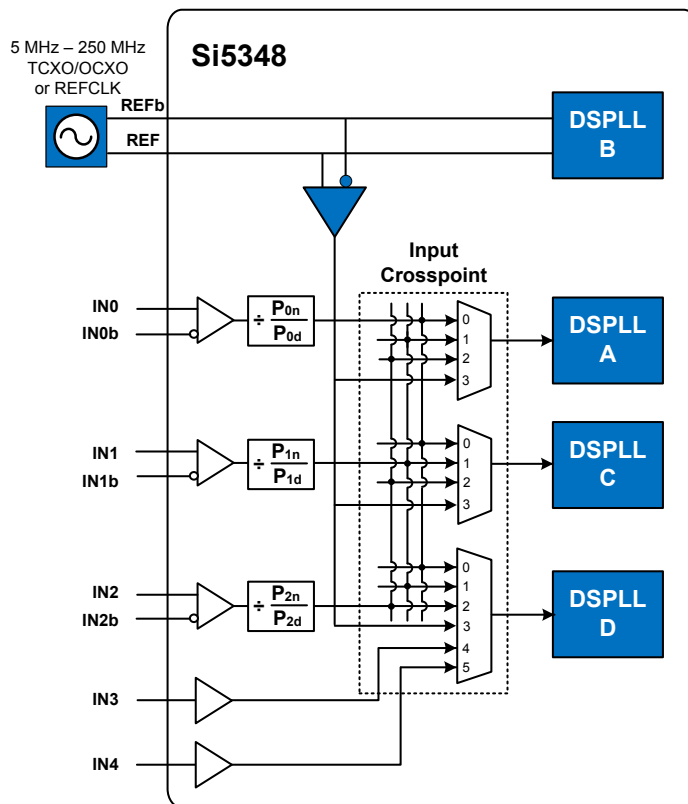 5 MHz – 250 MHz
TCXO/OCXO
or REFCLK
Si5348
REFb
REF
DSPLL
B
Input
Crosspoint
IN0
IN0b
÷ P0n
P0d
0
1
2
3
DSPLL
A
IN1
IN1b
÷ P1n
P1d
0
1
2
3
DSPLL
C
IN2
IN2b
÷ P2n
P2d
0
1
2
3
4
5
DSPLL
D
IN3
IN4